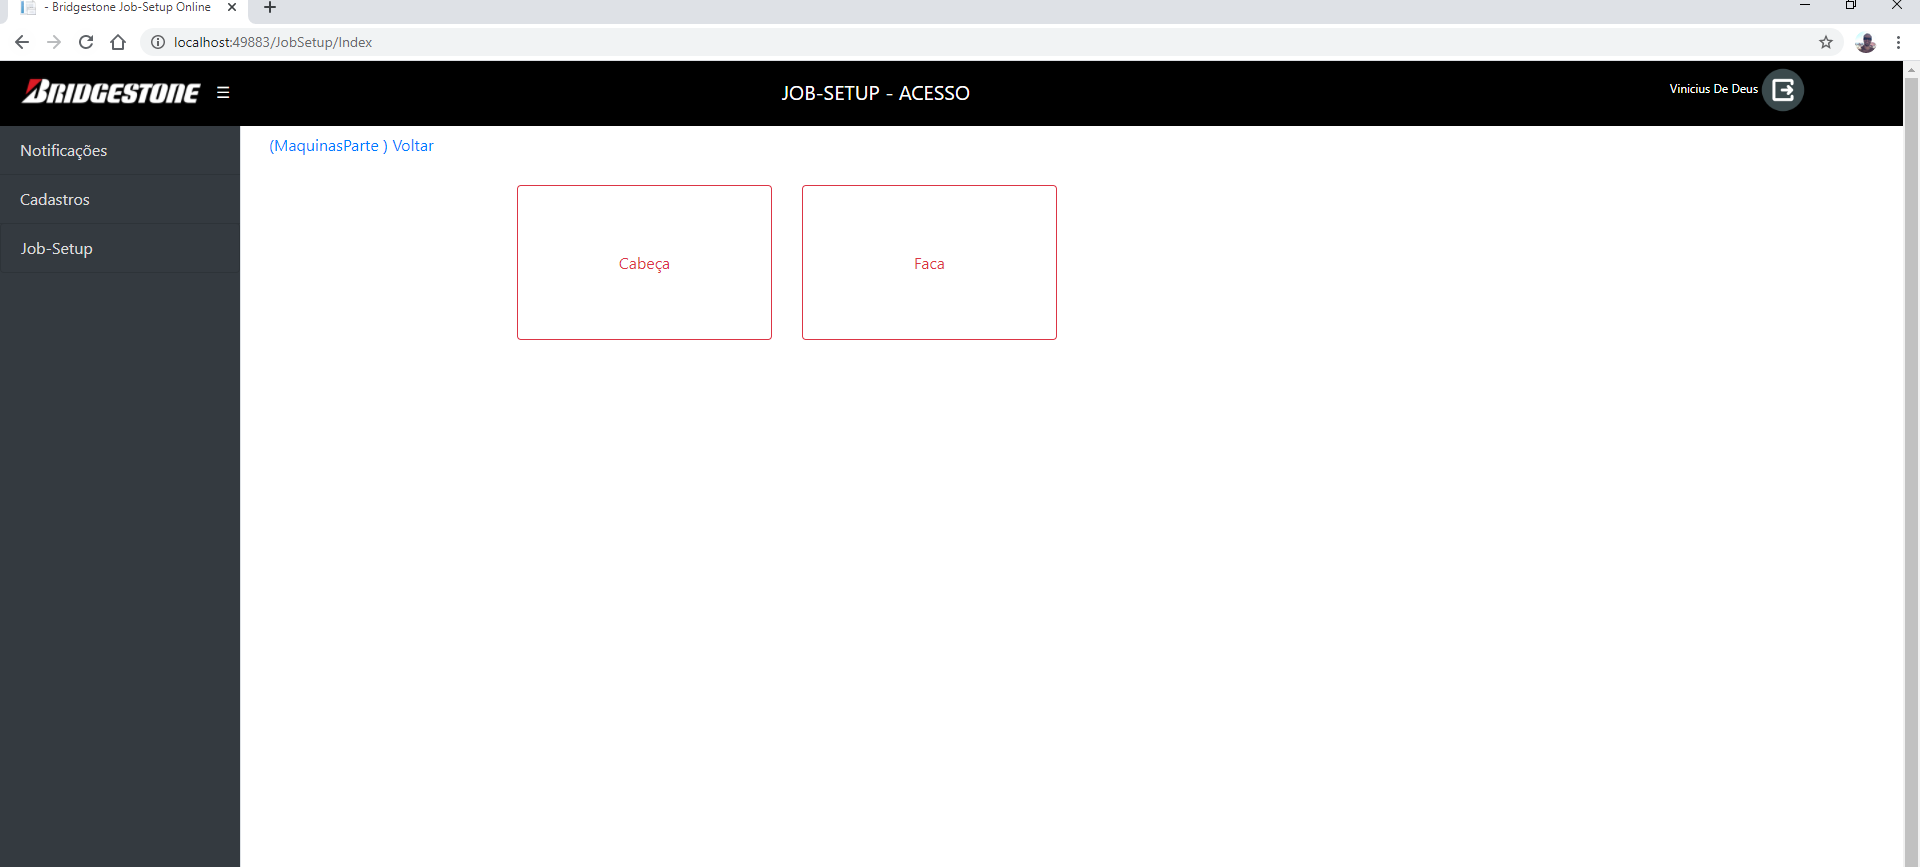 - Bridgestone Job-Setup Online
localhost:49883/JobSetup/Index
BRIDGESTONE
JOB-SETUP - ACESSO
Vinicius De Deus
Notificações
Cadastros
Job-Setup
(MaquinasParte ) Voltar
Cabeça
Faca